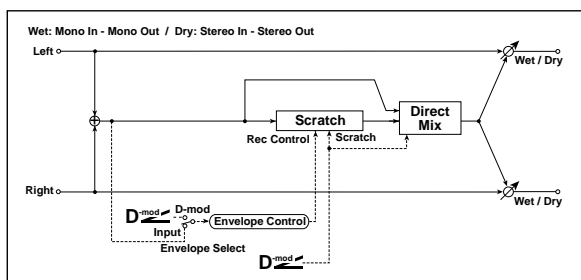 Wet: Mono In - Mono Out / Dry: Stereo In - Stereo Out
Left
Wet / Dry
Scratch
Direct
Mix
Rec Control
Scratch
Right
Wet / Dry
D-mod
D-mod
Envelope Control
Input
Envelope Select
D-mod